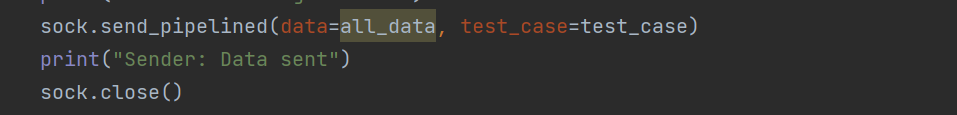 sock.send_pipelined(data=all_data, test_case=test_case)
print("Sender: Data sent")
sock.close()